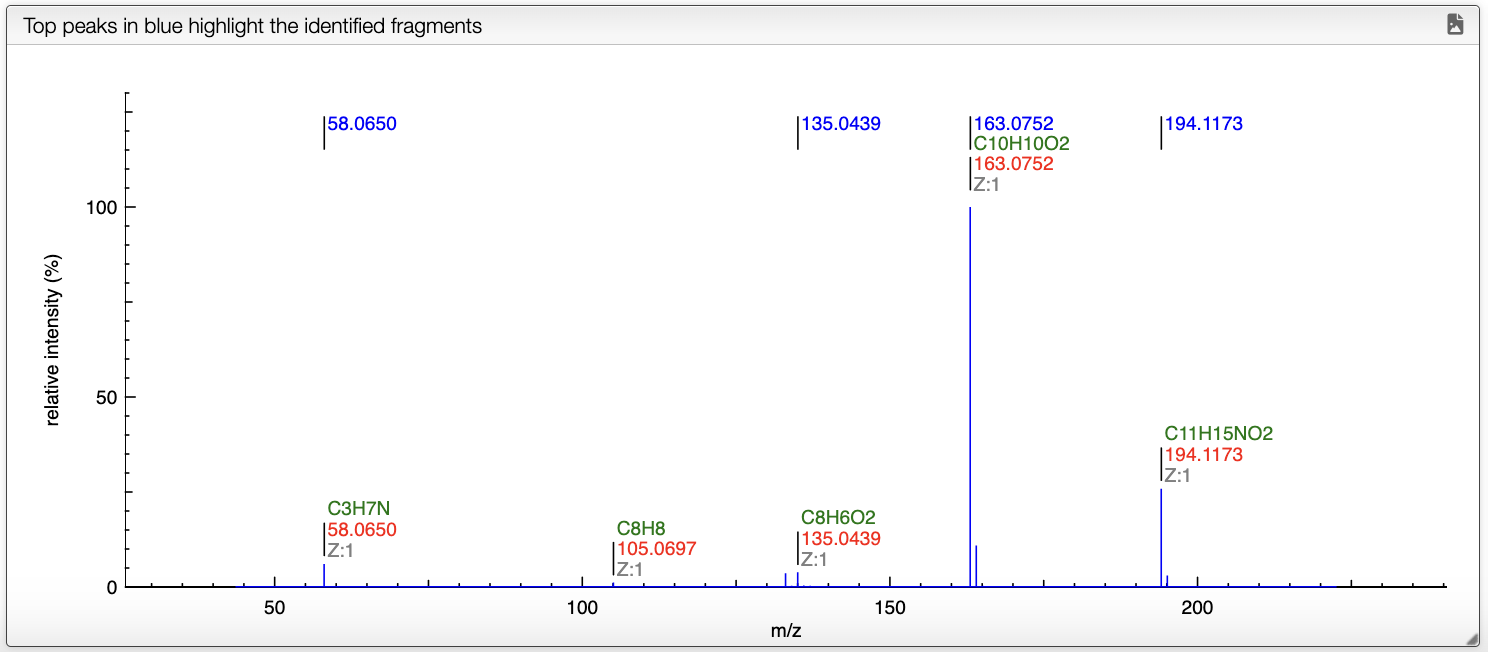 Top peaks in blue highlight the identified fragments
58.0650
135.0439
163.0752
194.1173
C10H10O2
163.0752
Z:1
100
relative intensity (%)
50
C11H15NO2
194.1173
Z:1
C3H7N
58.0650
Z:1
C8H8
105.0697
Z:1
C8H6O2
135.0439
Z:1
0
50
100
150
200
m/z